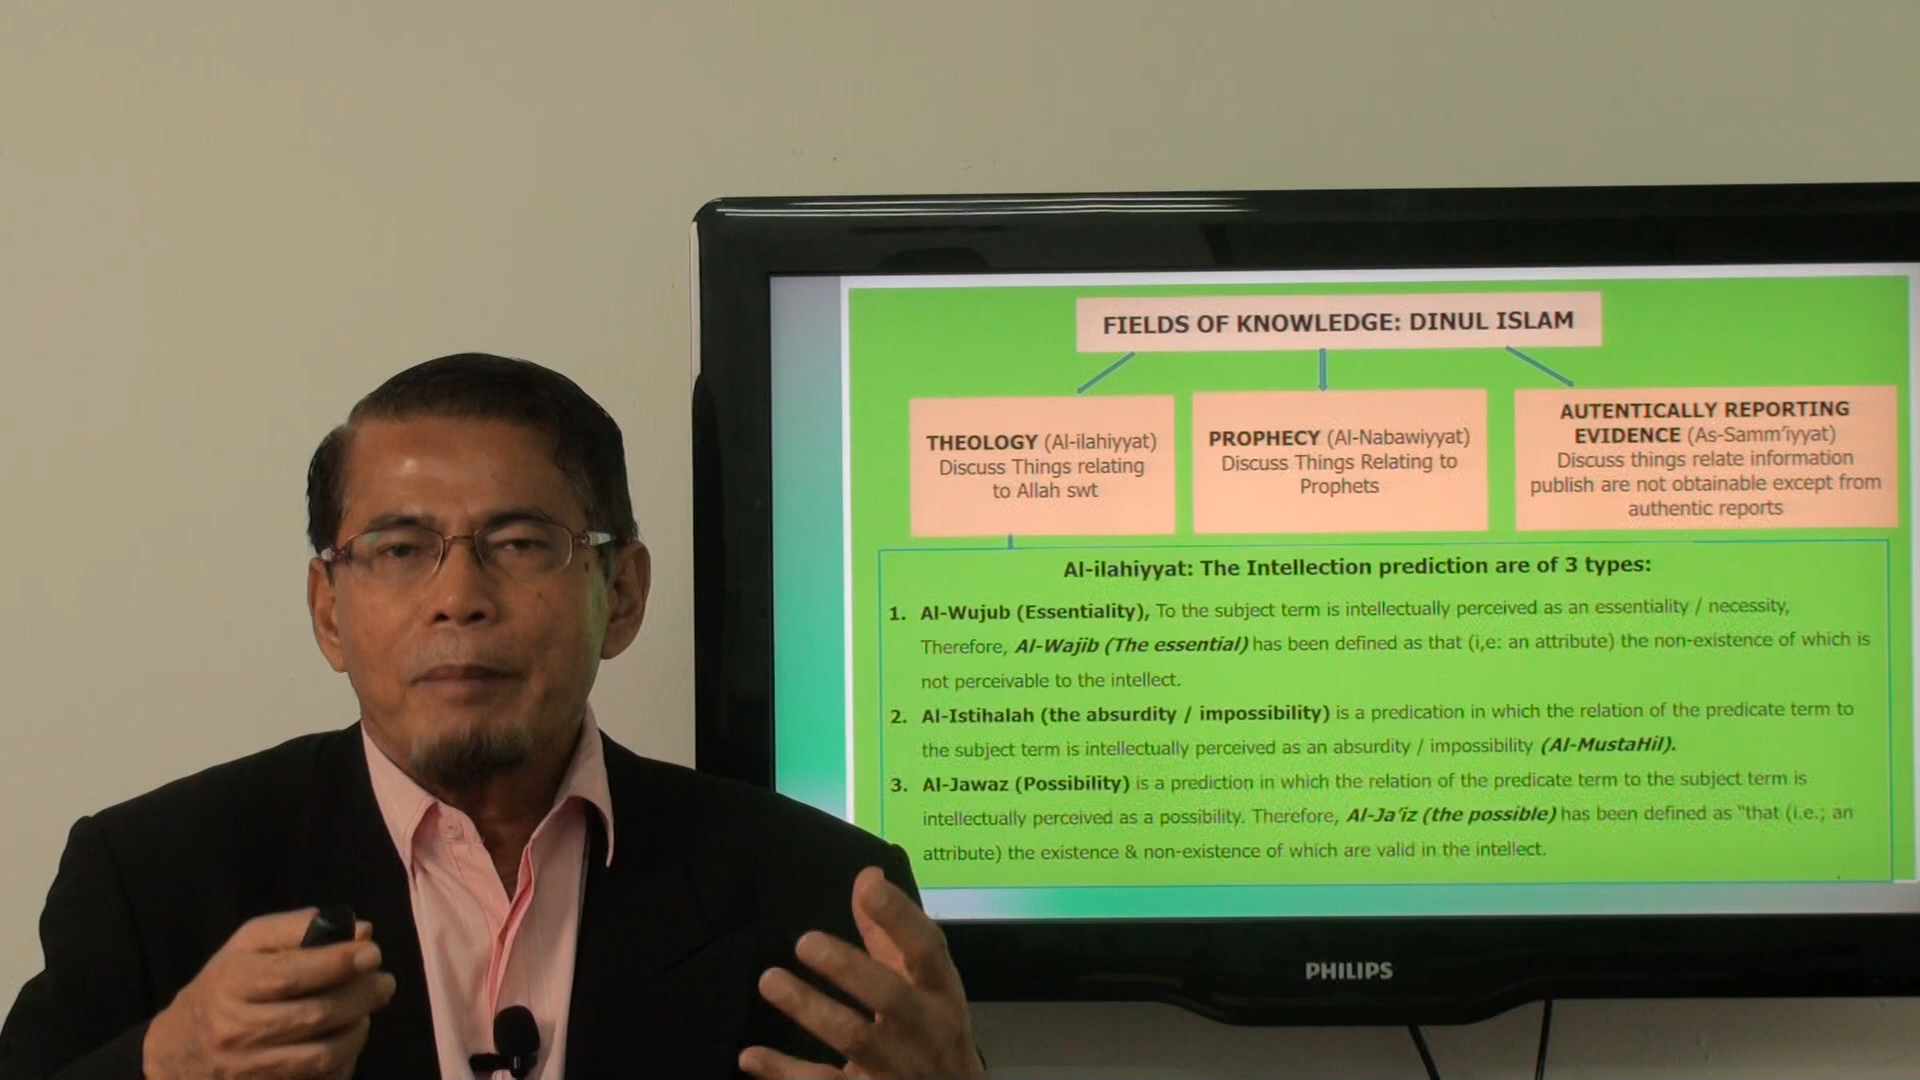 FIELDS OF KNOWLEDGE: DINUL ISLAM
THEOLOGY (Al-ilahiyyat)
Discuss Things relating
to Allah swt
PROPHECY (Al-Nabawiyyat)
Discuss Things Relating to
Prophets
AUTENTICALLY REPORTING
EVIDENCE (As-Samm'iyyat)
Discuss things relate information
publish are not obtainable except from
authentic reports
Al-ilahiyyat: The Intellection prediction are of 3 types:
1. Al-Wujub (Essentiality), To the subject term is intellectually perceived as an essentiality / necessity,
Therefore, Al-Wajib (The essential) has been defined as that (i,e: an attribute) the non-existence of which is
not perceivable to the intellect.
2. Al-Istihalah (the absurdity / impossibility) is a predication in which the relation of the predicate term to
the subject term is intellectually perceived as an absurdity / impossibility (Al-MustaHil).
3. Al-Jawaz (Possibility) is a prediction in which the relation of the predicate term to the subject term is
intellectually perceived as a possibility. Therefore, Al-Ja'iz (the possible) has been defined as "that (i.e.; an
attribute) the existence & non-existence of which are valid in the intellect.
PHILIPS